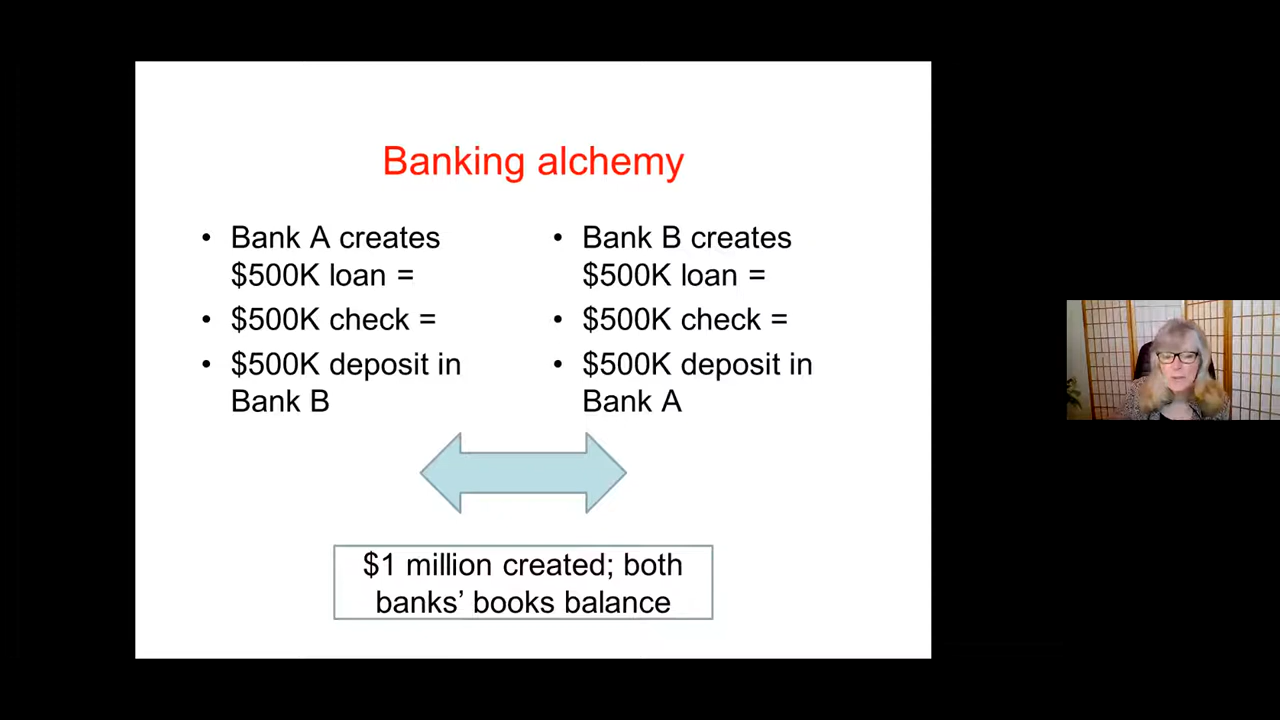 Banking alchemy
• Bank A creates
$500K loan =
• $500K check =
• $500K deposit in
Bank B
• Bank B creates
$500K loan =
• $500K check =
• $500K deposit in
Bank A
$1 million created; both
banks’ books balance